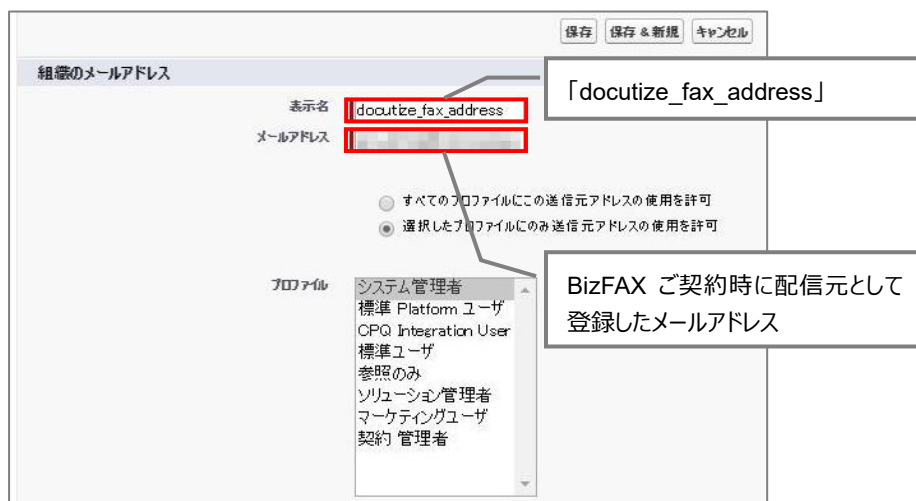 保存 保存 & 新規 キャンセル
組織のメールアドレス
「docutize_fax_address」
表示名 docutize_fax_address
メールアドレス
すべてのプロファイルにこの送信元アドレスの使用を許可
選択したプロファイルにのみ送信元アドレスの使用を許可
BizFAX ご契約時に配信元として
登録したメールアドレス
プロファイル システム管理者
標準 Platform ユーザ
CPQ Integration User
標準ユーザ
参照のみ
ソリューション管理者
マーケティングユーザ
契約 管理者